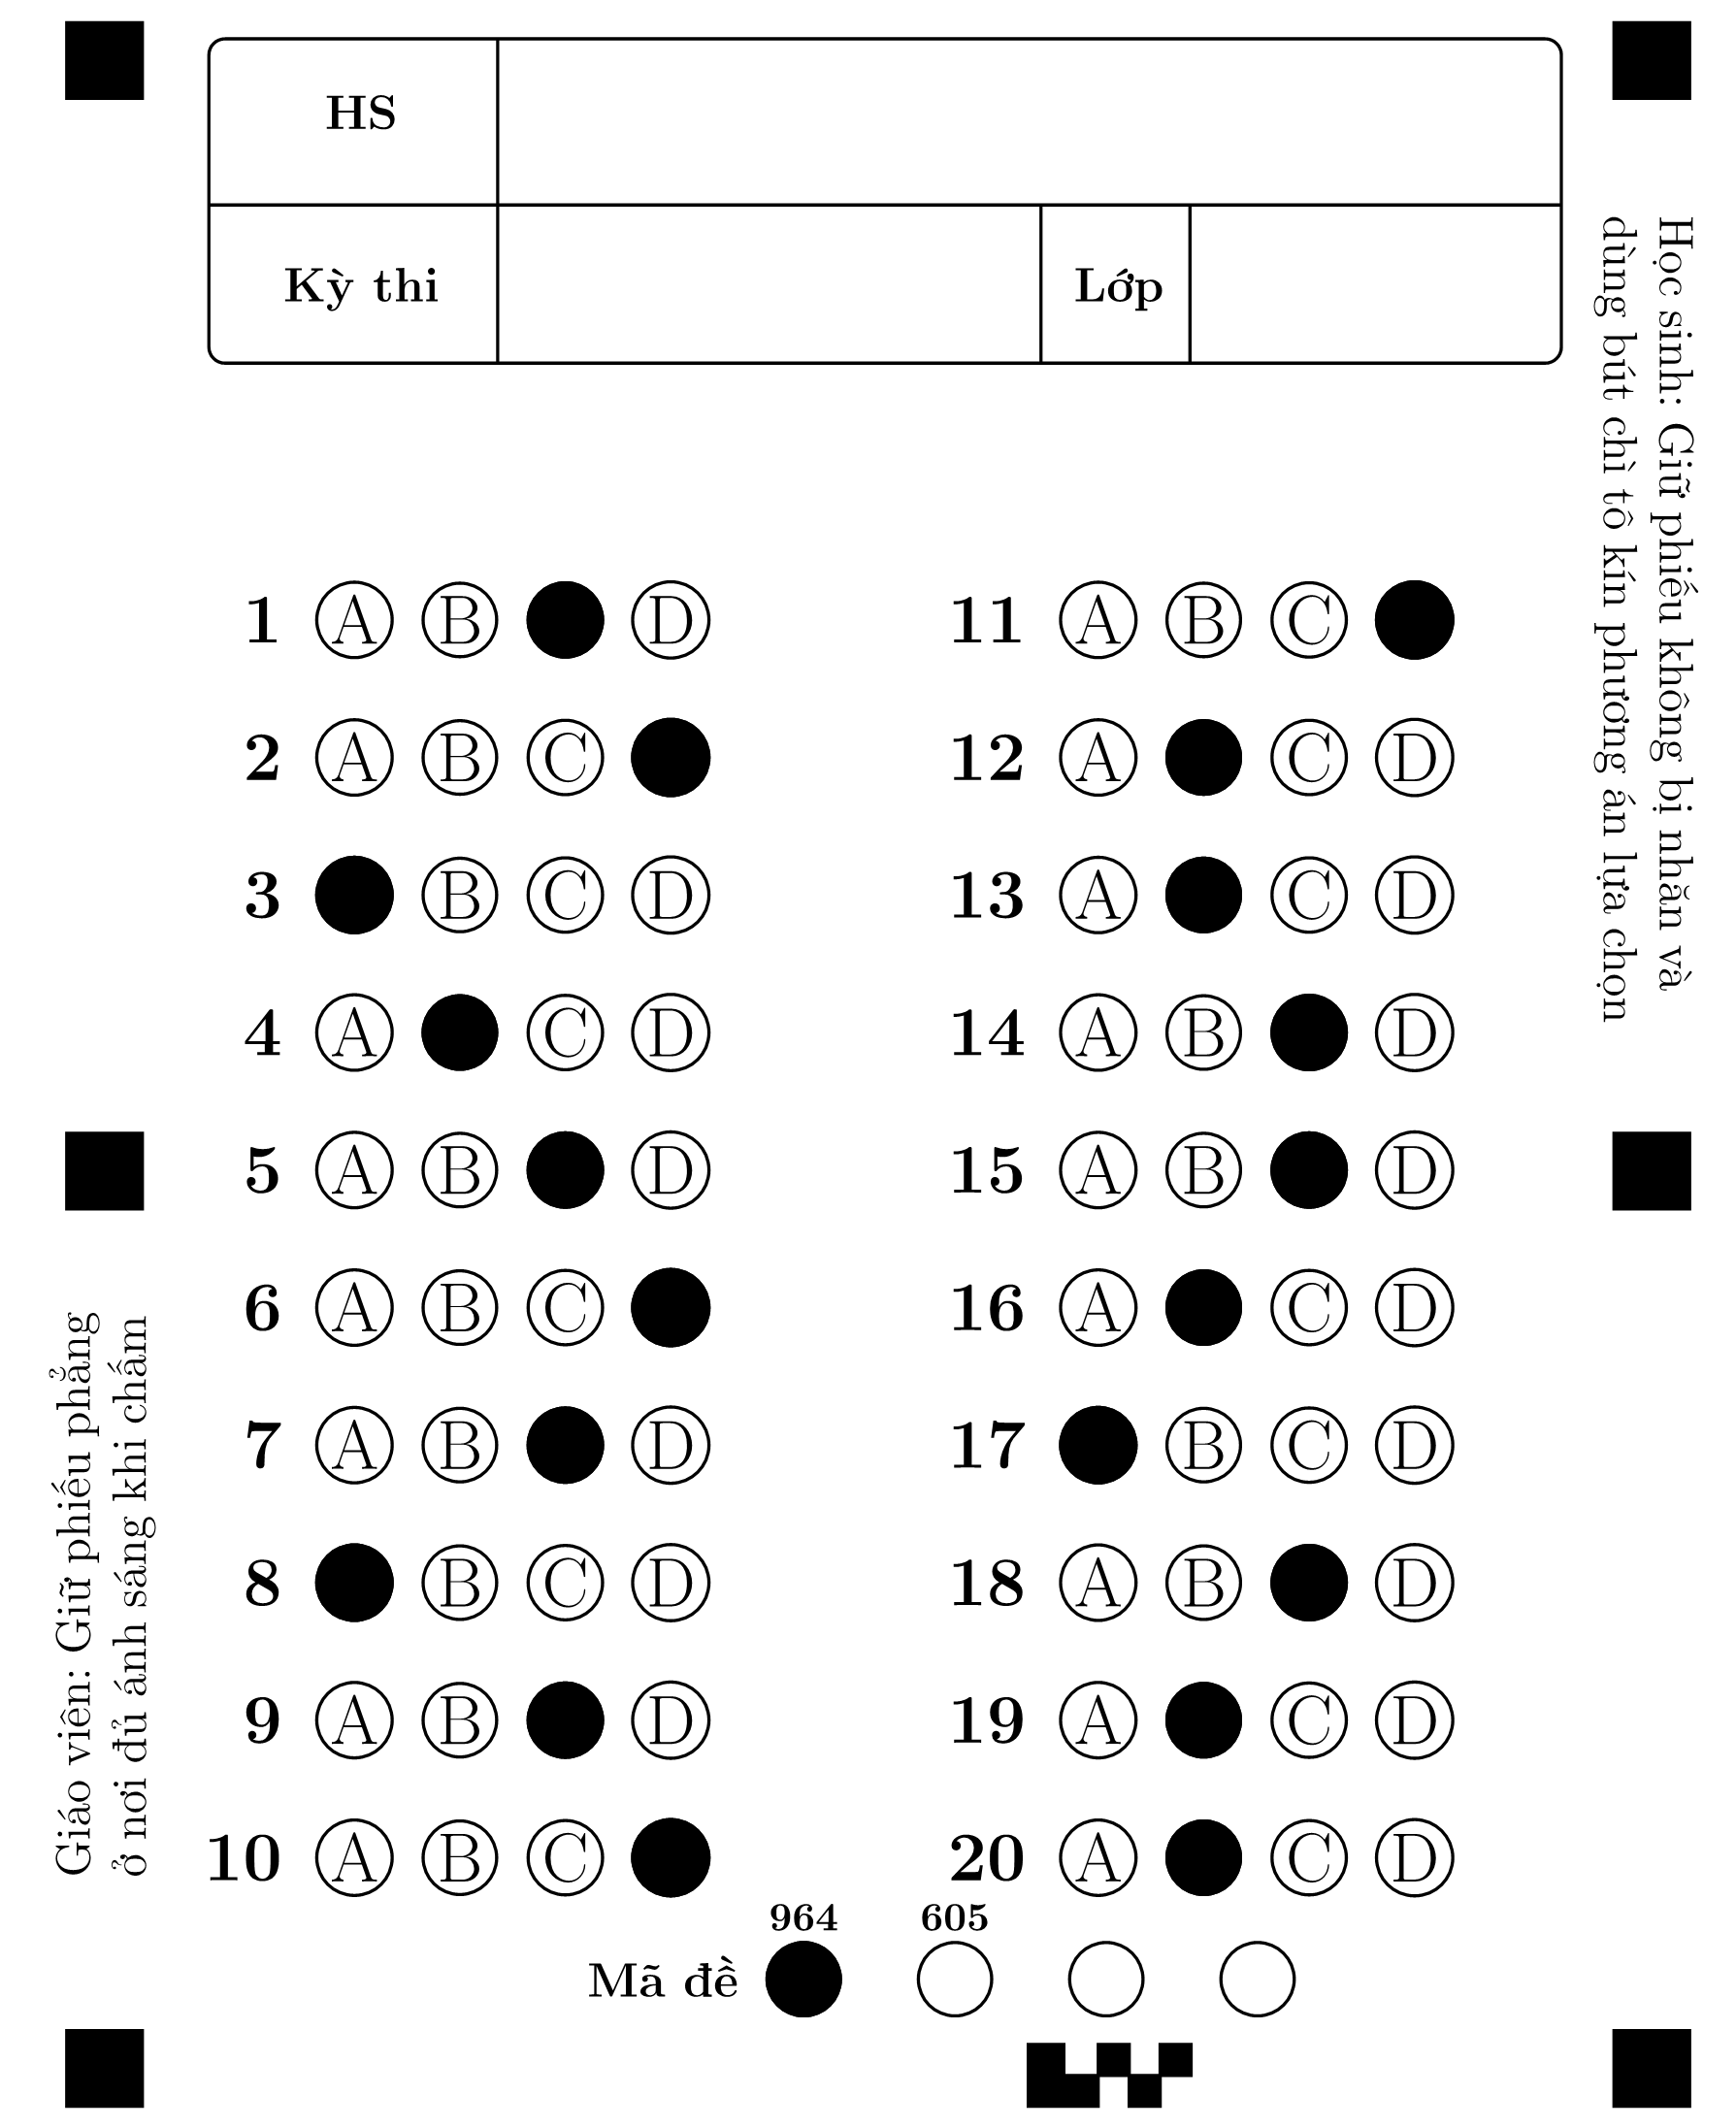 HS
Kỳ thi Lớp
Học sinh: Giữ phiếu không bị nhăn và
dùng bút chì tô kín phương án lựa chọn
1 A B D
2 A B C
3 B C D
4 A C D
5 A B D
6 A B C
7 A B D
8 B C D
9 A B D
10 A B C
11 A B C
12 A C D
13 A C D
14 A B D
15 A B D
16 A C D
17 B C D
18 A B D
19 A C D
20 A C D
Giáo viên: Giữ phiếu phẳng
ở nơi đủ ánh sáng khi chấm
964 605
Mã đề